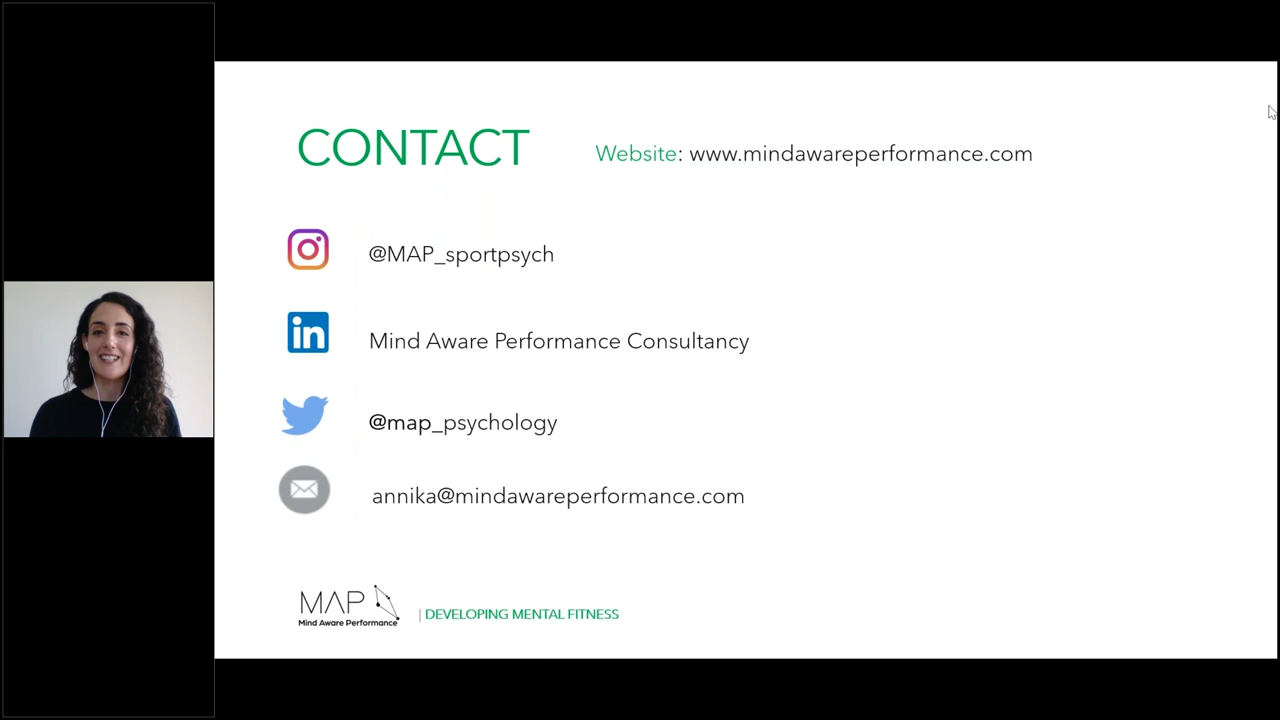 CONTACT
Website: www.mindawareperformance.com
@MAP_sportpsych
in
Mind Aware Performance Consultancy
@map_psychology
annika@mindawareperformance.com
MAP
Mind Aware Performance
| DEVELOPING MENTAL FITNESS